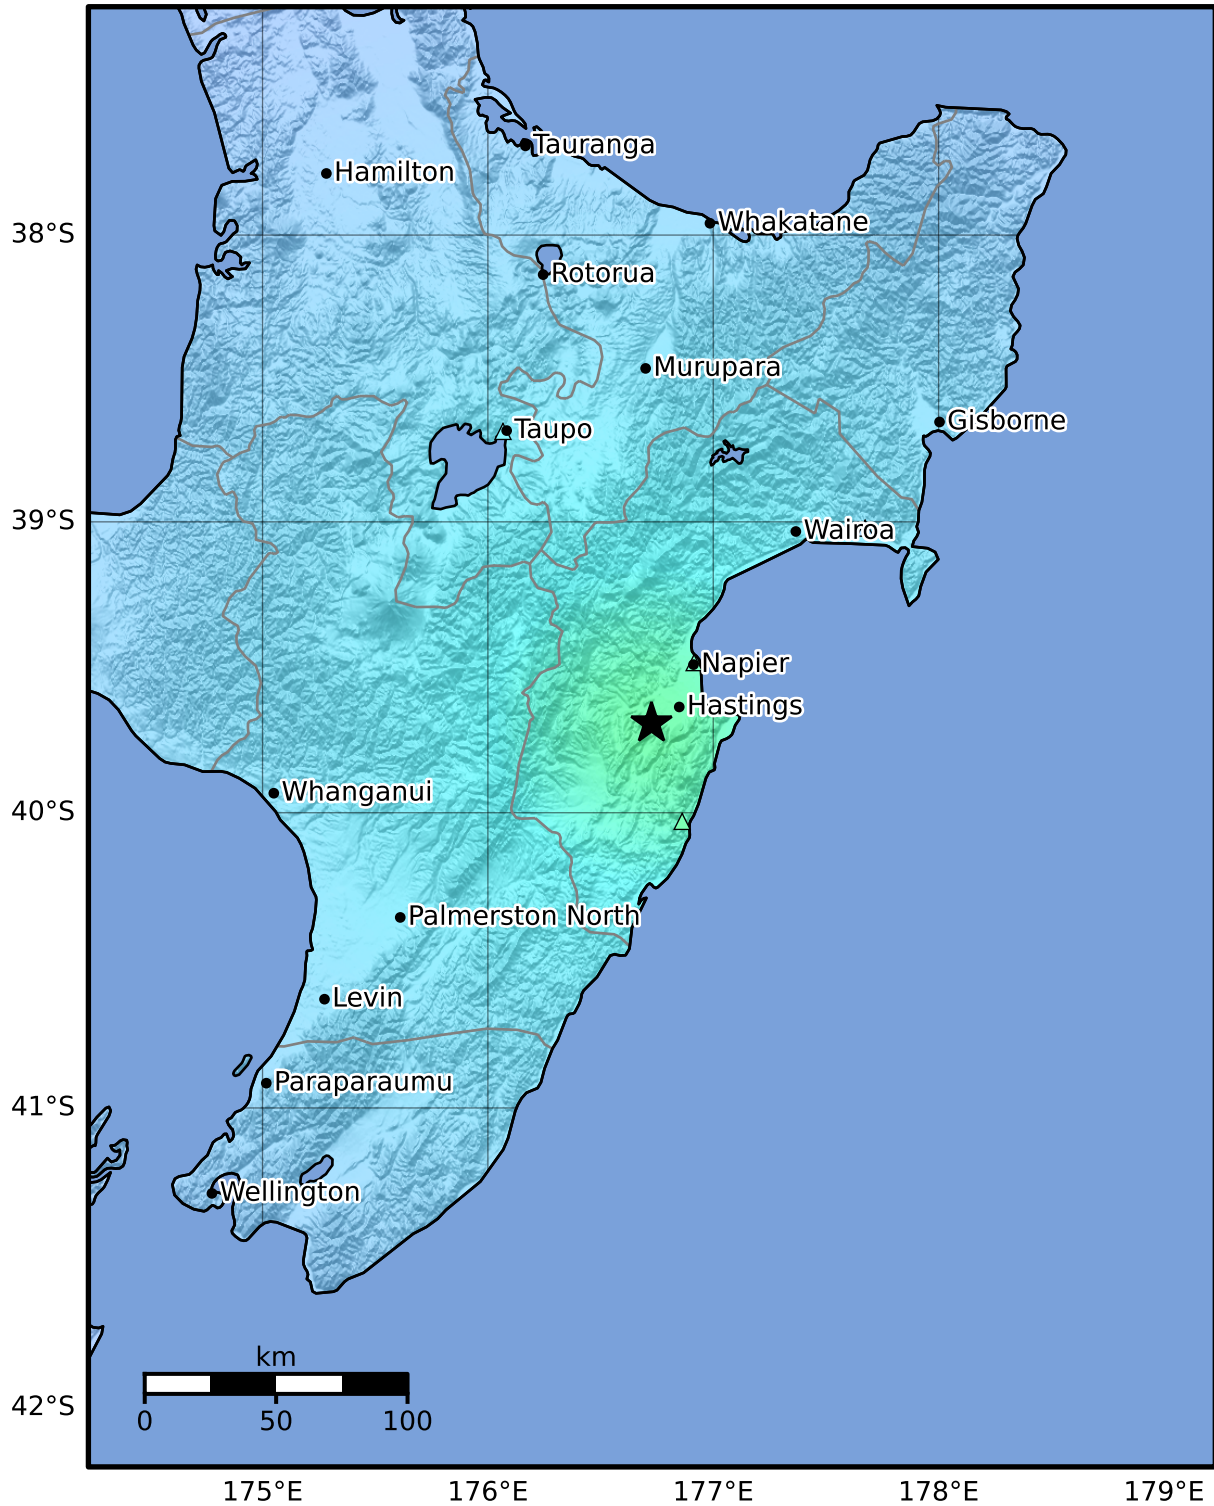 Tauranga
Hamilton
Whakatane
38°S
Rotorua
Murupara
Gisborne
Taupo
39°S
Wairoa
Napier
Hastings
Whanganui
40°S
Palmerston North
Levin
Paraparaumu
41°S
Wellington
km
0 50 100
42°S
175°E 176°E 177°E 178°E 179°E